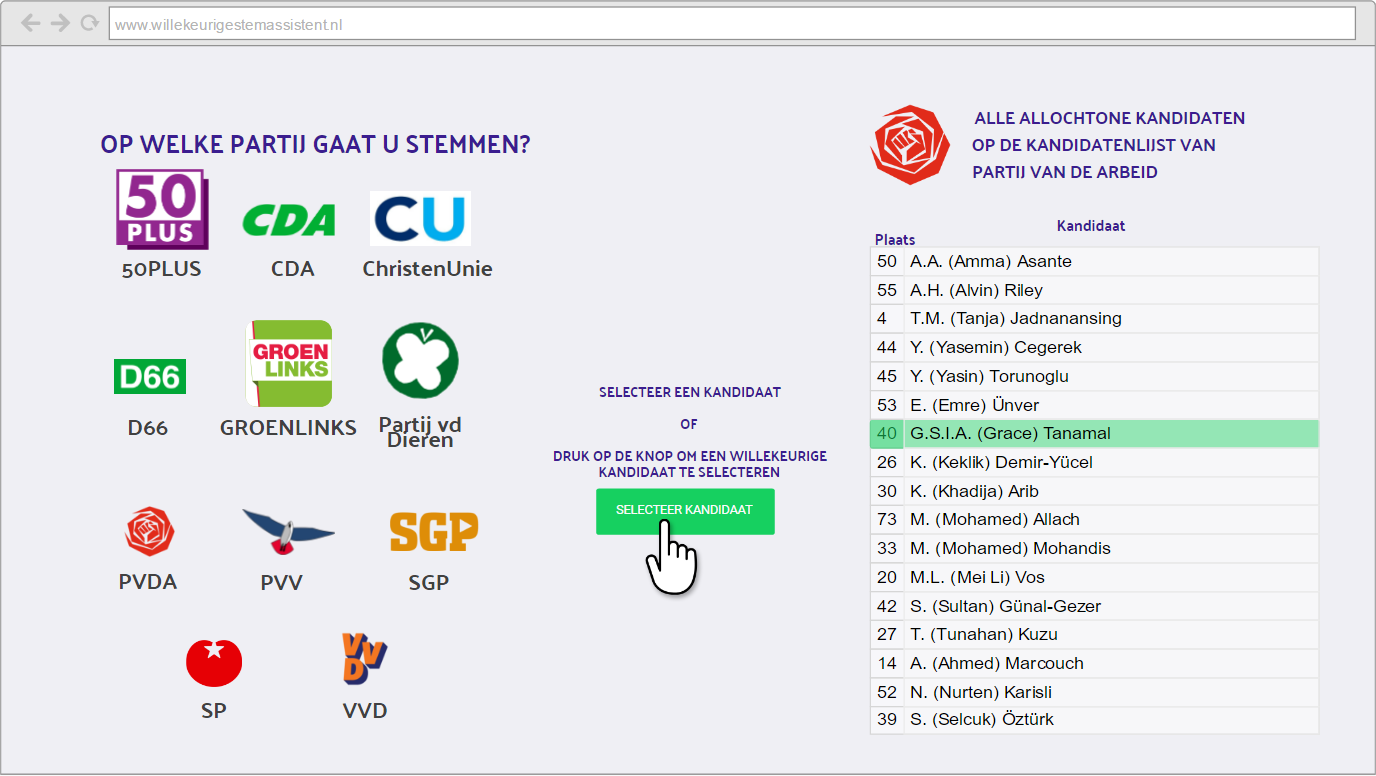 www.willekeurigestemassistent.nl
OP WELKE PARTIJ GAAT U STEMMEN?
50
PLUS
50PLUS
CDA
CDA
CU
ChristenUnie
D66
D66
GROEN
LINKS
GROENLINKS
Partij vd
Dieren
PVDA
PVV
SGP
SGP
SP
VVD
VVD
SELECTEER EEN KANDIDAAT
OF
DRUK OP DE KNOP OM EEN WILLEKEURIGE
KANDIDAAT TE SELECTEREN
SELECTEER KANDIDAAT
ALLE ALLOCHTONE KANDIDATEN
OP DE KANDIDATENLIJST VAN
PARTIJ VAN DE ARBEID
Plaats Kandidaat
50 A.A. (Amma) Asante
55 A.H. (Alvin) Riley
4 T.M. (Tanja) Jadnanansing
44 Y. (Yasemin) Cegerek
45 Y. (Yasin) Torunoglu
53 E. (Emre) Ünver
40 G.S.I.A. (Grace) Tanamal
26 K. (Keklik) Demir-Yücel
30 K. (Khadija) Arib
73 M. (Mohamed) Allach
33 M. (Mohamed) Mohandis
20 M.L. (Mei Li) Vos
42 S. (Sultan) Günal-Gezer
27 T. (Tunahan) Kuzu
14 A. (Ahmed) Marcouch
52 N. (Nurten) Karisli
39 S. (Selcuk) Öztürk